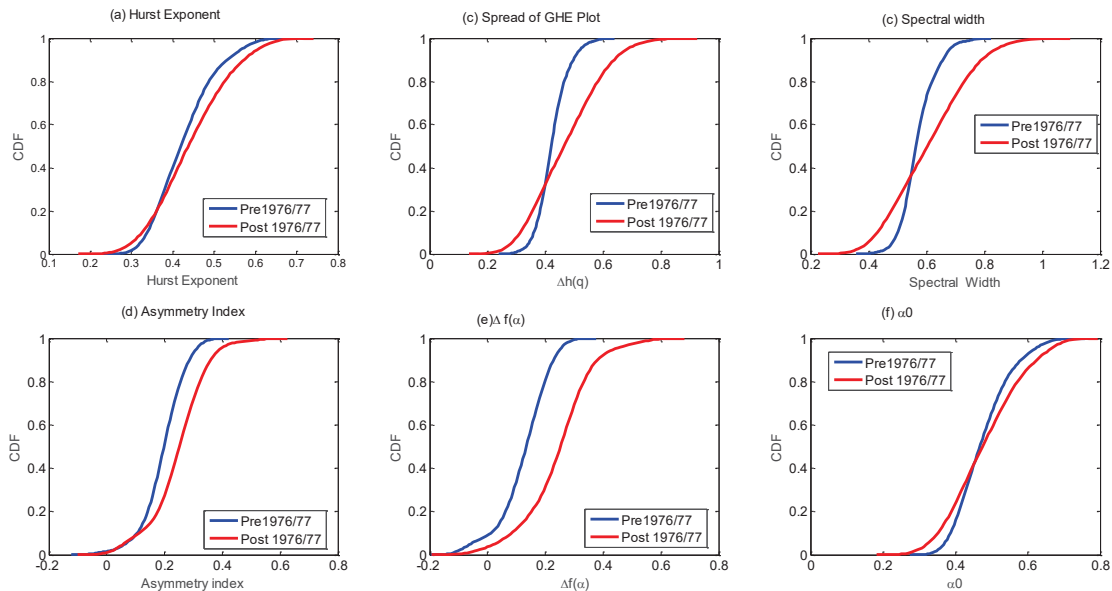 (a) Hurst Exponent
CDF
1
0.8
0.6
0.4
0.2
0
0.1 0.2 0.3 0.4 0.5 0.6 0.7 0.8
Hurst Exponent
Pre1976/77
Post 1976/77
(c) Spread of GHE Plot
CDF
1
0.8
0.6
0.4
0.2
0
0 0.2 0.4 0.6 0.8 1
Δh(q)
Pre1976/77
Post 1976/77
(c) Spectral width
CDF
1
0.8
0.6
0.4
0.2
0
0.2 0.4 0.6 0.8 1 1.2
Spectral Width
Pre1976/77
Post 1976/77
(d) Asymmetry Index
CDF
1
0.8
0.6
0.4
0.2
0
-0.2 0 0.2 0.4 0.6 0.8
Asymmetry index
Pre1976/77
Post 1976/77
(e)Δ f(α)
CDF
1
0.8
0.6
0.4
0.2
0
-0.2 0 0.2 0.4 0.6 0.8
Δf(α)
Pre1976/77
Post 1976/77
(f) α0
CDF
1
0.8
0.6
0.4
0.2
0
0 0.2 0.4 0.6 0.8
α0
Pre1976/77
Post 1976/77